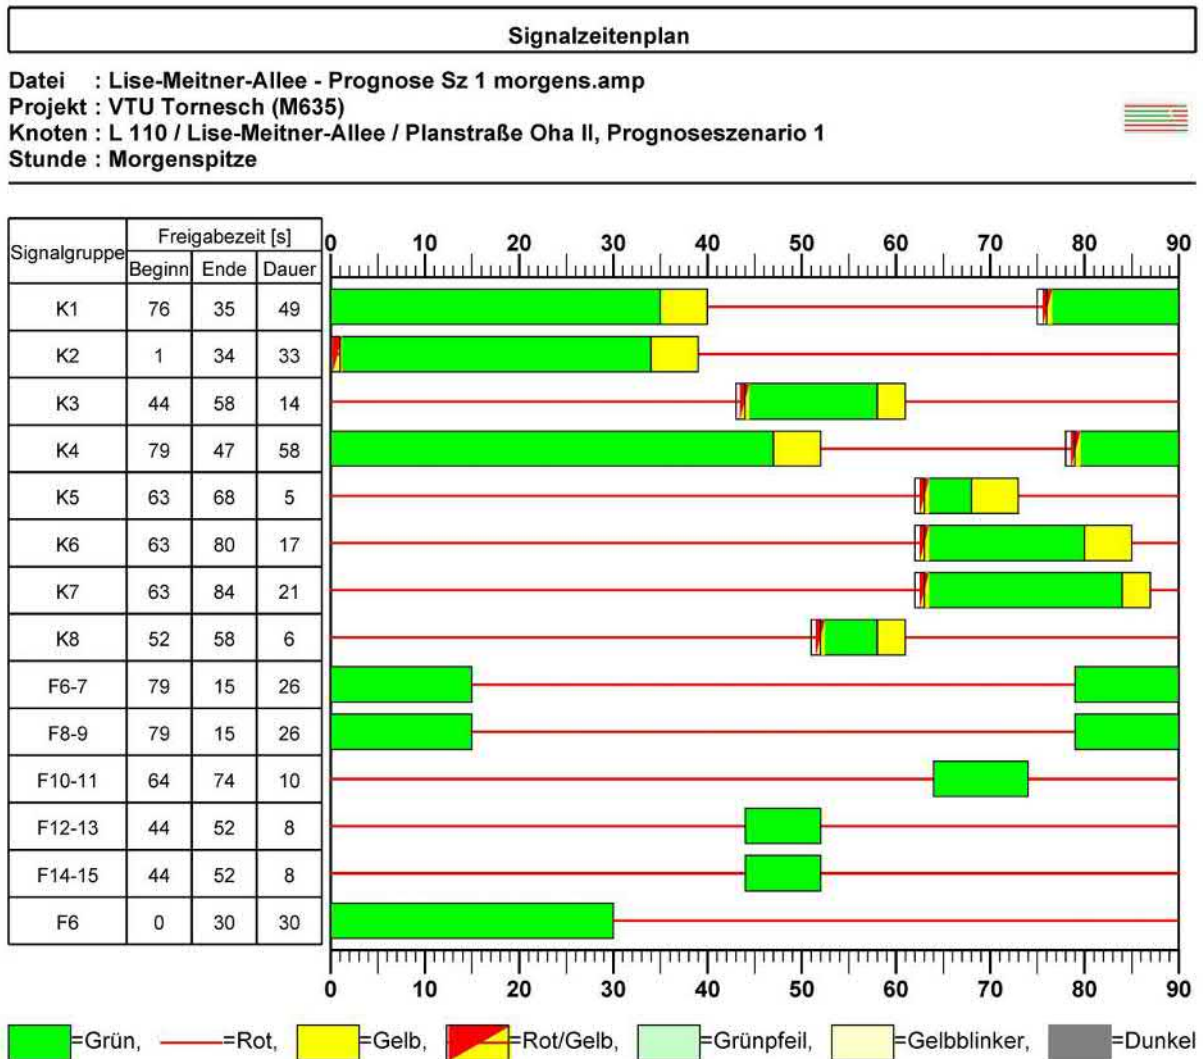 Signalzeitenplan
Datei : Lise-Meitner-Allee - Prognose Sz 1 morgens.amp
Projekt : VTU Tornesch (M635)
Knoten : L 110 / Lise-Meitner-Allee / Planstraße Oha II, Prognoseszenario 1
Stunde : Morgenspitze
Signalgruppe Freigabezeit [s]
Beginn Ende Dauer
0 10 20 30 40 50 60 70 80 90
K1 76 35 49
K2 1 34 33
K3 44 58 14
K4 79 47 58
K5 63 68 5
K6 63 80 17
K7 63 84 21
K8 52 58 6
F6-7 79 15 26
F8-9 79 15 26
F10-11 64 74 10
F12-13 44 52 8
F14-15 44 52 8
F6 0 30 30
0 10 20 30 40 50 60 70 80 90
=Grün, =Rot, =Gelb, =Rot/Gelb, =Grünpfeil, =Gelbblinker, =Dunkel